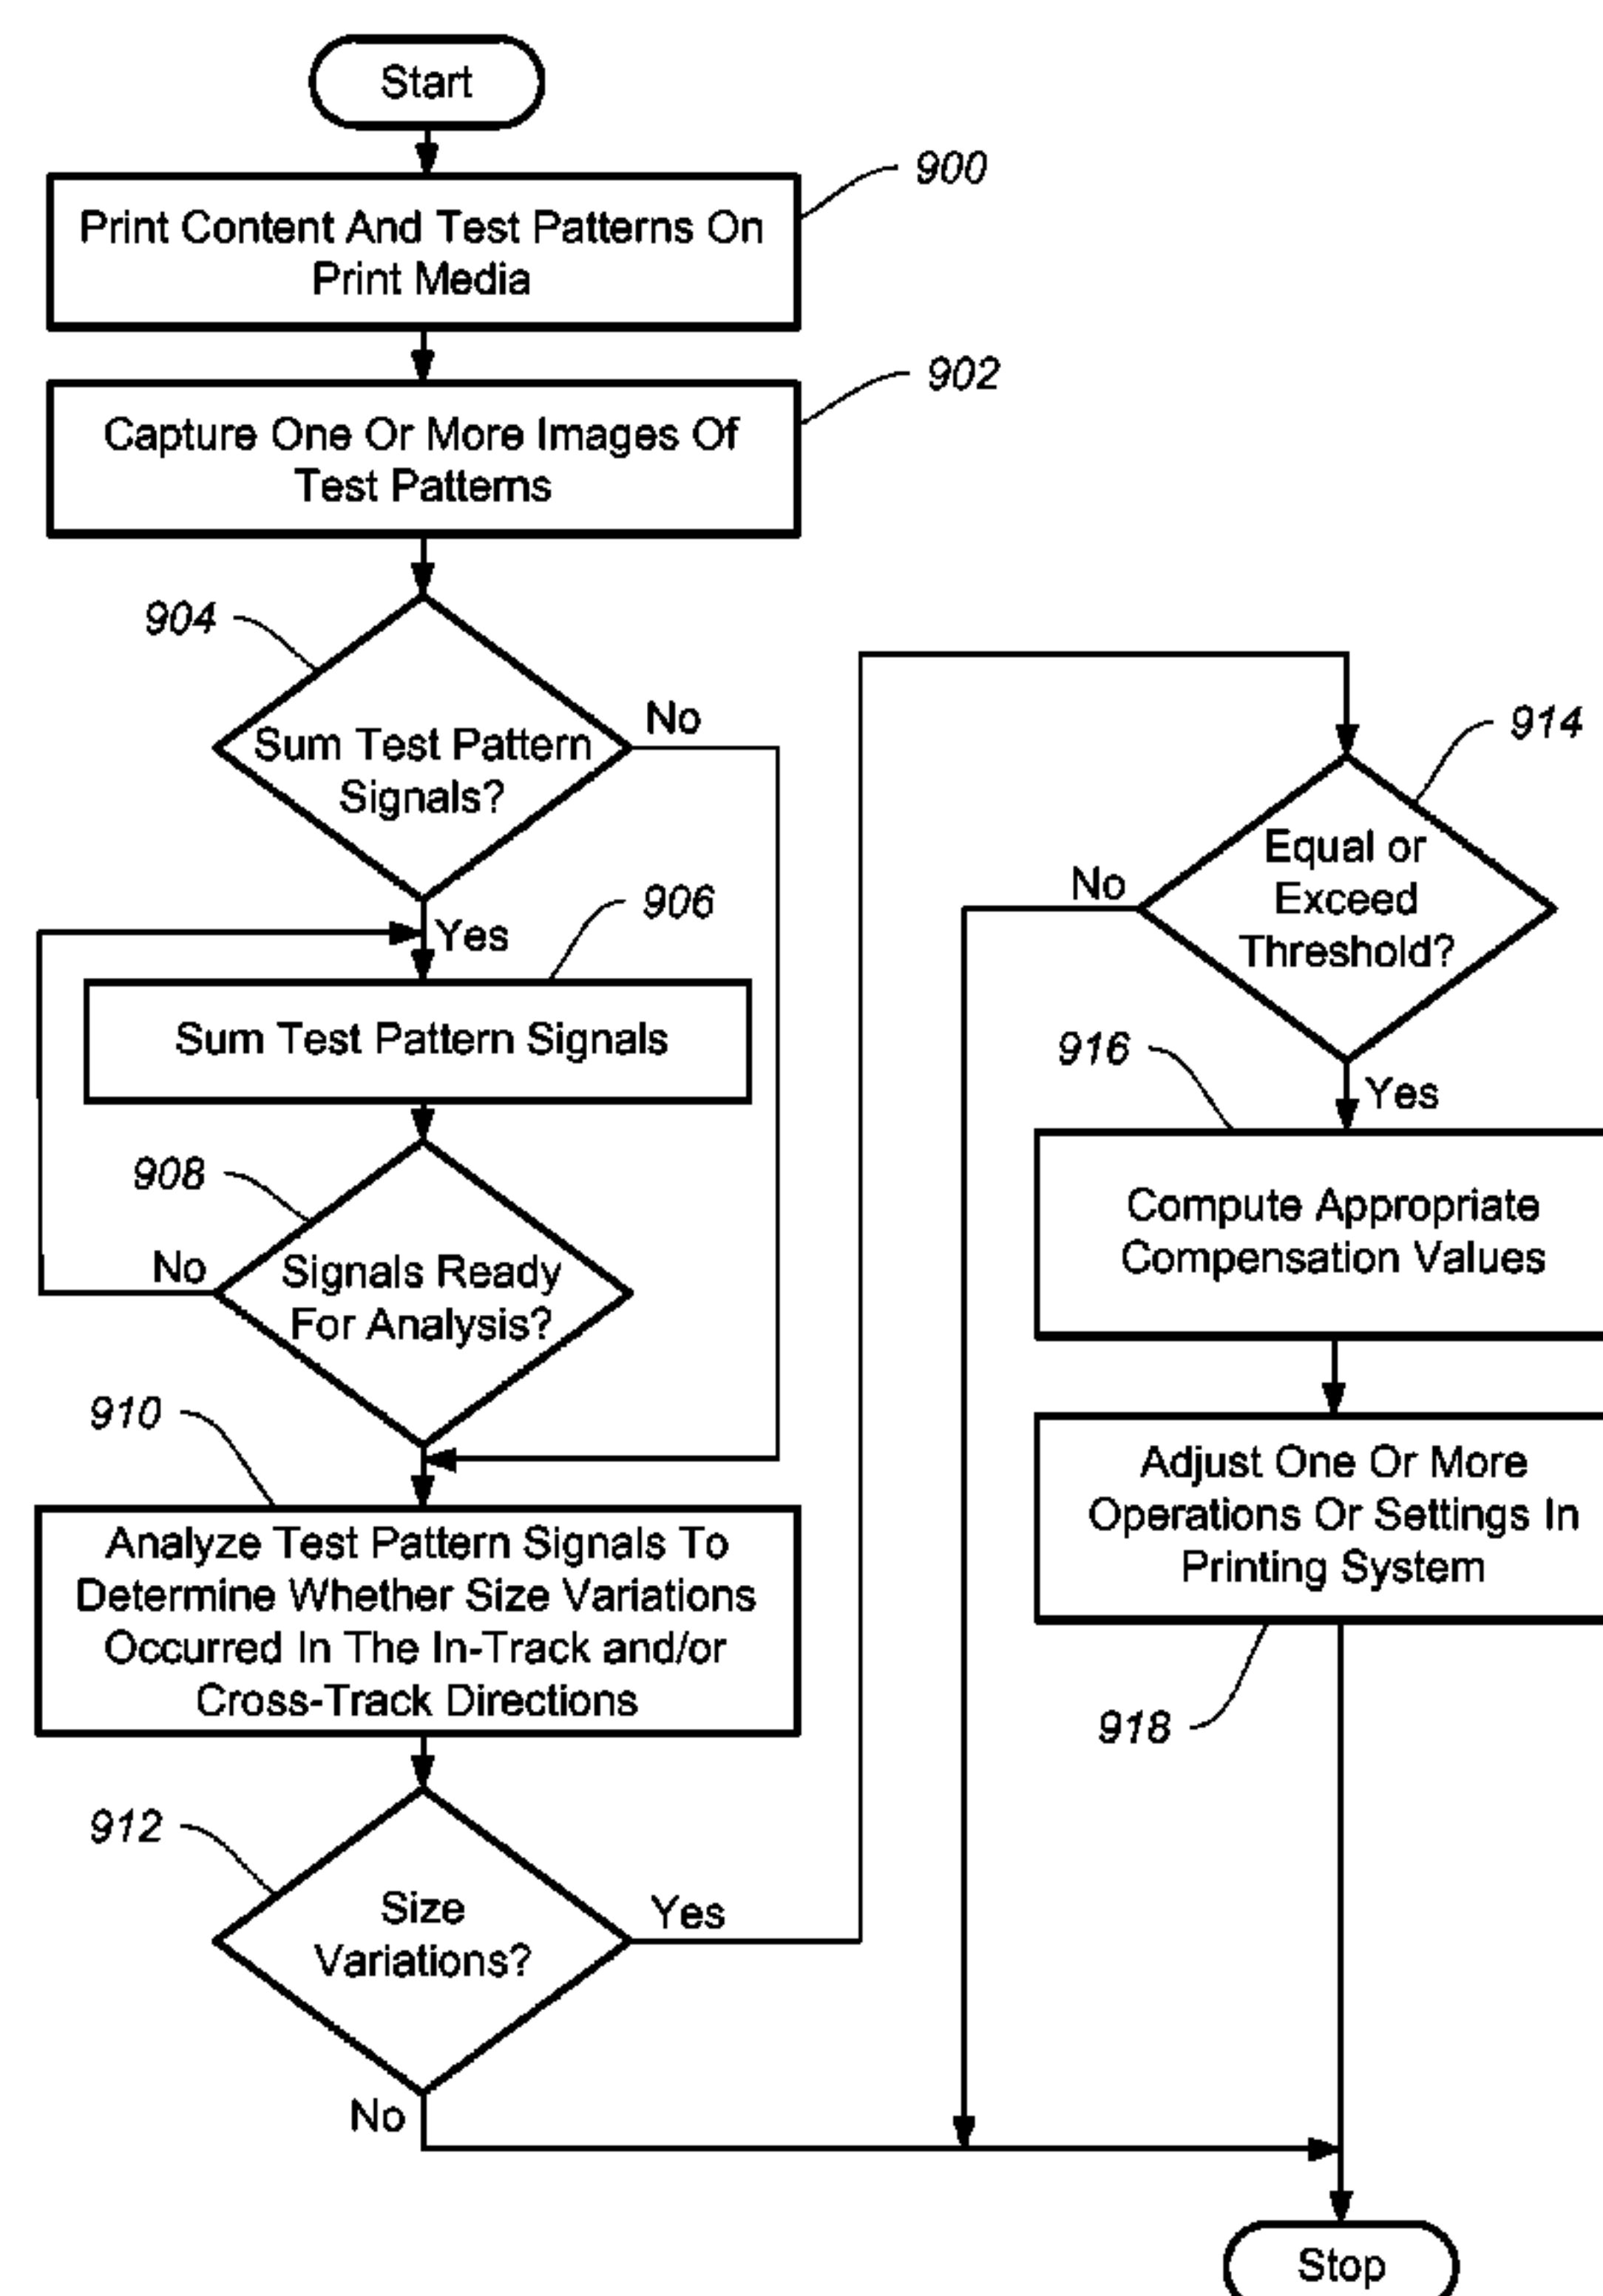 Start
900
Print Content And Test Patterns On
Print Media
902
Capture One Or More Images Of
Test Patterns
904
Sum Test Pattern
Signals?
No
Yes
906
Sum Test Pattern Signals
908
Signals Ready
For Analysis?
No
910
Analyze Test Pattern Signals To
Determine Whether Size Variations
Occurred In The In-Track and/or
Cross-Track Directions
912
Size
Variations?
Yes
No
914
Equal or
Exceed
Threshold?
No
Yes
916
Compute Appropriate
Compensation Values
Adjust One Or More
Operations Or Settings In
Printing System
918
Stop